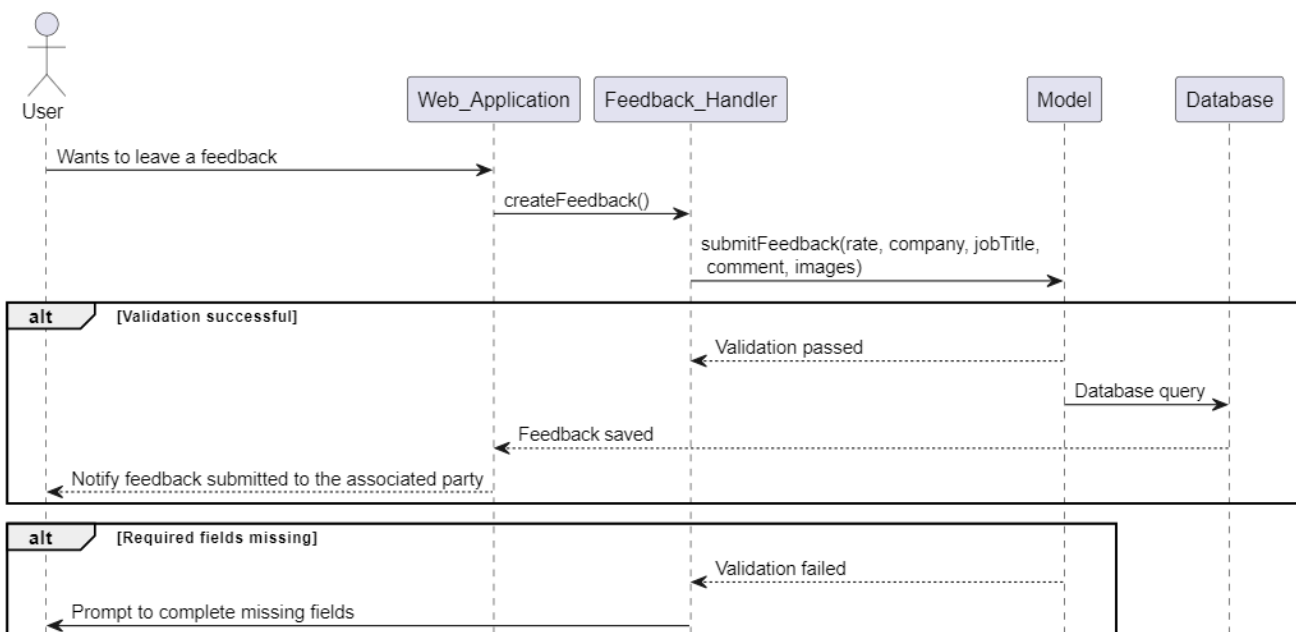 User
Web_Application
Feedback_Handler
Model
Database
Wants to leave a feedback
createFeedback()
submitFeedback(rate, company, jobTitle,
comment, images)
alt
[Validation successful]
Validation passed
Database query
Feedback saved
Notify feedback submitted to the associated party
alt
[Required fields missing]
Validation failed
Prompt to complete missing fields